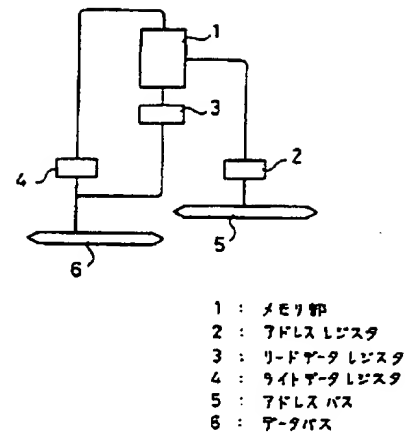 1
3
2
4
5
6
1 : メモリ部
2 : アドレスレジスタ
3 : リードデータレジスタ
4 : ライトデータレジスタ
5 : アドレスバス
6 : データバス